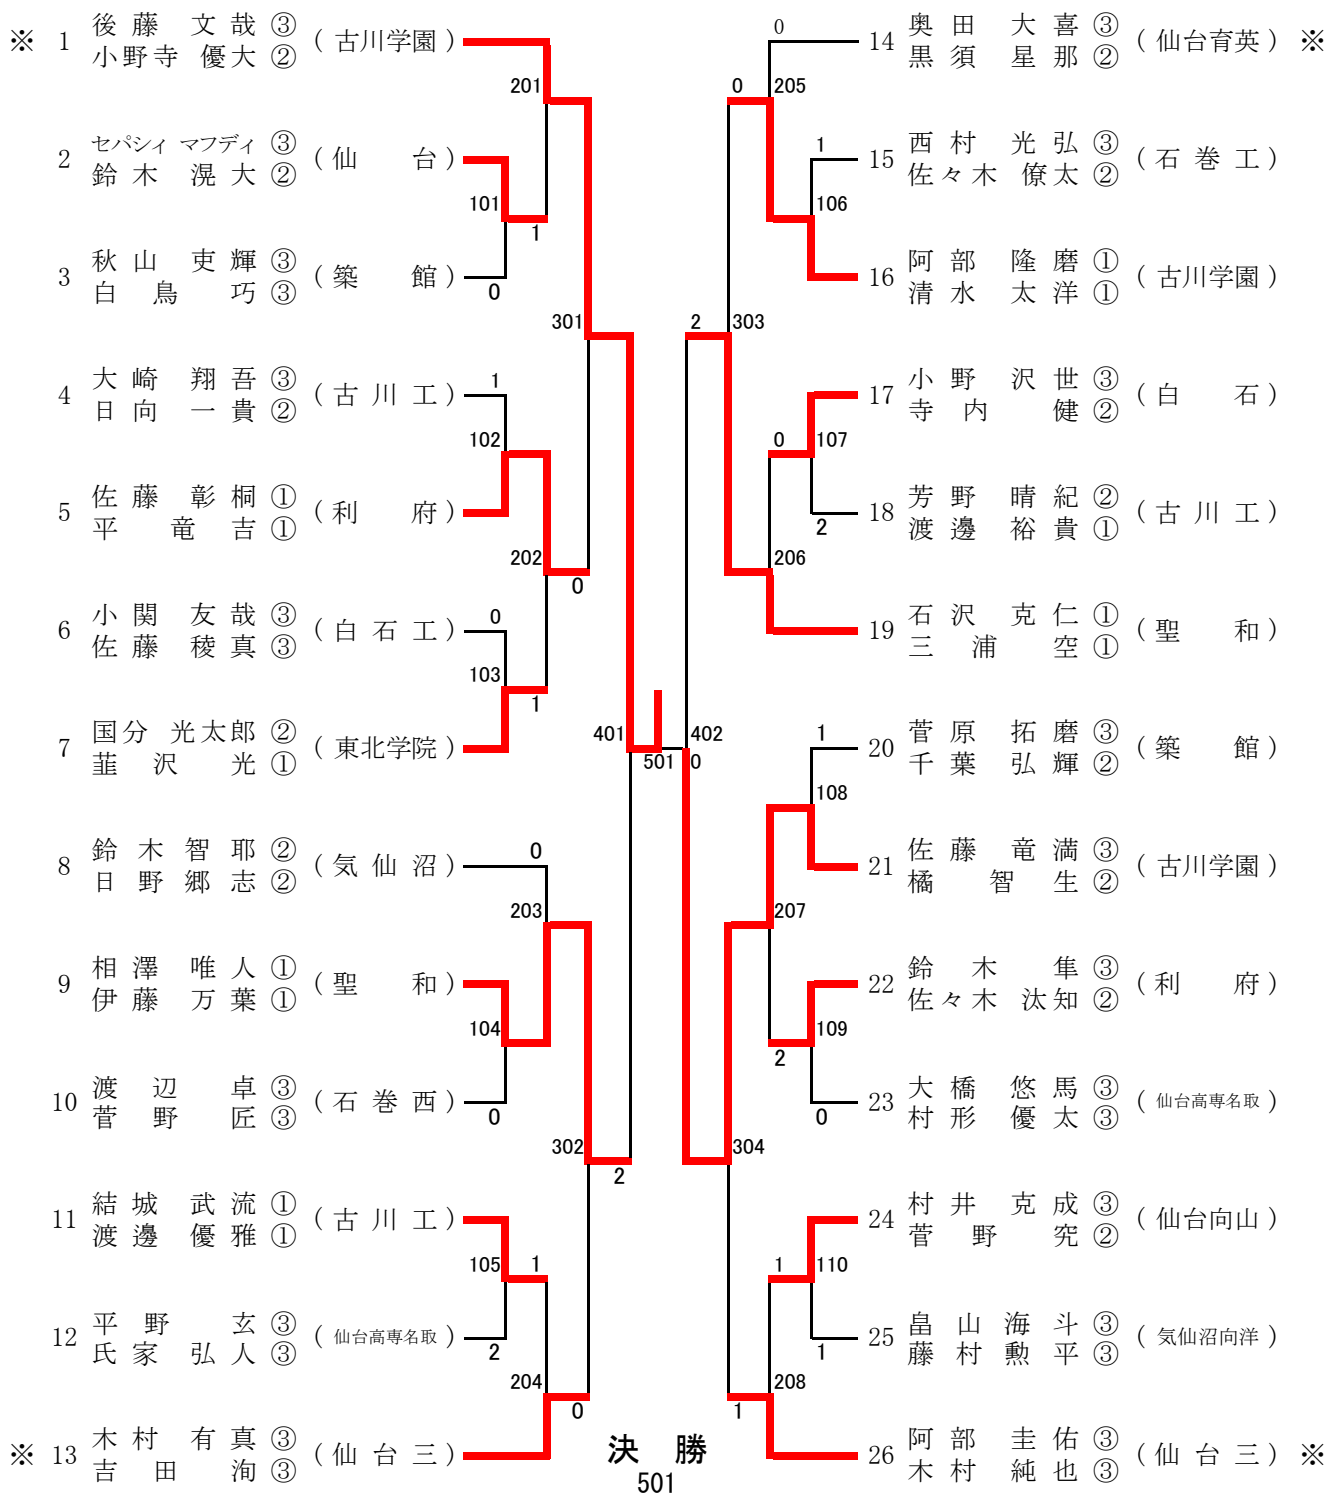 ※ 1 後藤 文哉 ③ 小野寺 優大 ② (古川学園)
201
2 セパシィ マフディ ③ 鈴木 滉大 ② (仙台)
101
1
3 秋山 吏輝 ③ 白鳥 巧 ③ (築館)
0
301
4 大崎 翔吾 ③ 日向 一貴 ② (古川工)
1
102
5 佐藤 彰桐 ① 平 竜吉 ① (利府)
202
0
6 小関 友哉 ③ 佐藤 稜真 ③ (白石工)
0
103
1
7 国分 光太郎 ② 韮沢 光 ① (東北学院)
401
501
8 鈴木 智耶 ② 日野 郷志 ② (気仙沼)
0
203
9 相澤 唯人 ① 伊藤 万葉 ① (聖和)
104
10 渡辺 卓 ③ 菅野 匠 ③ (石巻西)
0
302
2
11 結城 武流 ① 渡邊 優雅 ① (古川工)
105
1
12 平野 玄 ③ 氏家 弘人 ③ (仙台高専名取)
2
204
0
※ 13 木村 有真 ③ 吉田 洵 ③ (仙台三)
決 勝
501
0
14 奥田 大喜 ③ 黒須 星那 ② (仙台育英) ※
0
205
1
15 西村 光弘 ③ 佐々木 僚太 ② (石巻工)
106
16 阿部 隆磨 ① 清水 太洋 ① (古川学園)
2
303
17 小野 沢世 ③ 寺内 健 ② (白石)
0
107
18 芳野 晴紀 ② 渡邊 裕貴 ① (古川工)
2
206
19 石沢 克仁 ① 三浦 空 ① (聖和)
402
0
1
20 菅原 拓磨 ③ 千葉 弘輝 ② (築館)
108
21 佐藤 竜満 ③ 橘 智生 ② (古川学園)
207
22 鈴木 隼 ③ 佐々木 汰知 ② (利府)
109
2
23 大橋 悠馬 ③ 村形 優太 ③ (仙台高専名取)
0
304
24 村井 克成 ③ 菅野 究 ② (仙台向山)
1
110
25 畠山 海斗 ③ 藤村 勲平 ③ (気仙沼向洋)
1
208
1
26 阿部 圭佑 ③ 木村 純也 ③ (仙台三) ※